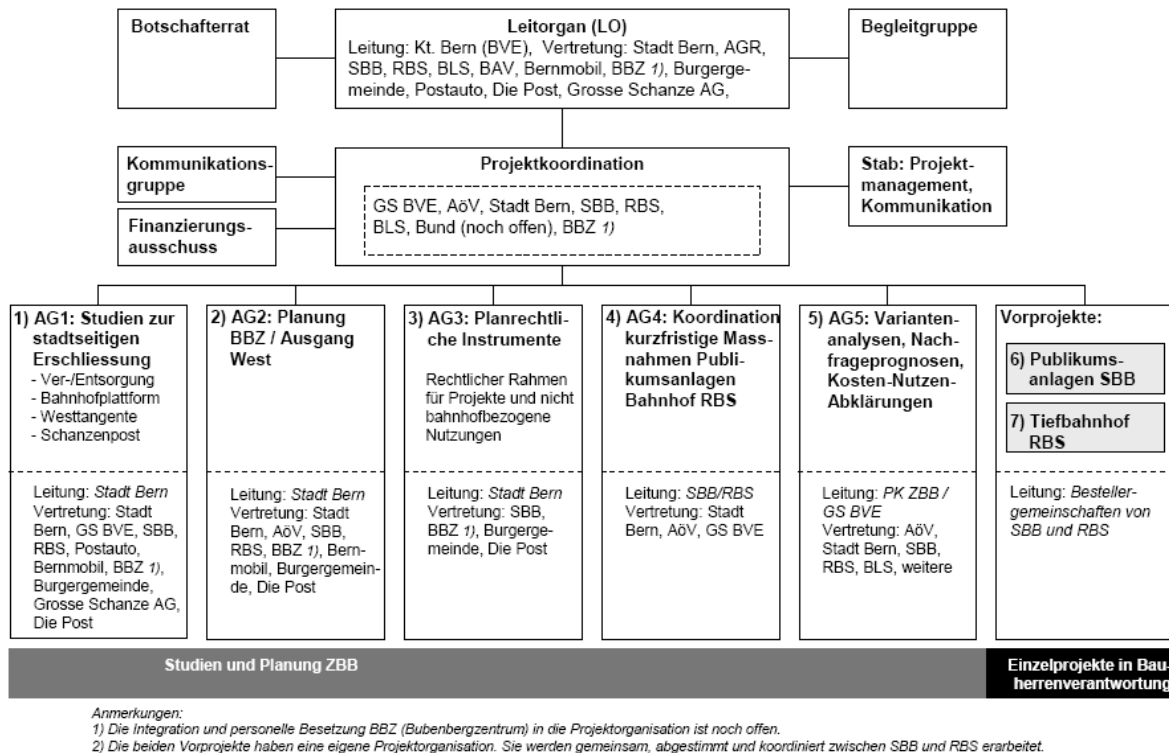 Botschafterrat
Leitorgan (LO)
Leitung: Kt. Bern (BVE),  Vertretung: Stadt Bern, AGR,
SBB, RBS, BLS, BAV, Bernmobil, BBZ 1), Burgerge-
meinde, Postauto, Die Post, Grosse Schanze AG,
Begleitgruppe
Kommunikations-
gruppe
Finanzierungs-
ausschuss
Projektkoordination
GS BVE, AöV, Stadt Bern, SBB, RBS,
BLS, Bund (noch offen), BBZ 1)
Stab: Projekt-
management,
Kommunikation
1) AG1: Studien zur
stadtseitigen
Erschliessung
- Ver-/Entsorgung
- Bahnhofplattform
- Westtangente
- Schanzenpost
Leitung: Stadt Bern
Vertretung: Stadt
Bern, GS BVE, SBB,
RBS, Postauto,
Bernmobil, BBZ 1),
Burgergemeinde,
Grosse Schanze AG,
Die Post
2) AG2: Planung
BBZ / Ausgang
West
Leitung: Stadt Bern
Vertretung: Stadt
Bern, AöV, SBB,
RBS, BBZ 1), Bern-
mobil, Burgergemein-
de, Die Post
3) AG3: Planrechtli-
che Instrumente
Rechtlicher Rahmen
für Projekte und nicht
bahnhofbezogene
Nutzungen
Leitung: Stadt Bern
Vertretung: SBB,
BBZ 1), Burgerge-
meinde, Die Post
4) AG4: Koordination
kurzfristige Mass-
nahmen Publi-
kumsanlagen
Bahnhof RBS
Leitung: SBB/RBS
Vertretung: Stadt
Bern, AöV, GS BVE
5) AG5: Varianten-
analysen, Nach-
frageprognosen,
Kosten-Nutzen-
Abklärungen
Leitung: PK ZBB /
GS BVE
Vertretung: AöV,
Stadt Bern, SBB,
RBS, BLS, weitere
Vorprojekte:
6) Publikums-
anlagen SBB
7) Tiefbahnhof
RBS
Leitung: Besteller-
gemeinschaften von
SBB und RBS
Studien und Planung ZBB
Einzelprojekte in Bau-
herrenverantwortung
Anmerkungen:
1) Die Integration und personelle Besetzung BBZ (Bubenbergzentrum) in die Projektorganisation ist noch offen.
2) Die beiden Vorprojekte haben eine eigene Projektorganisation. Sie werden gemeinsam, abgestimmt und koordiniert zwischen SBB und RBS erarbeitet.